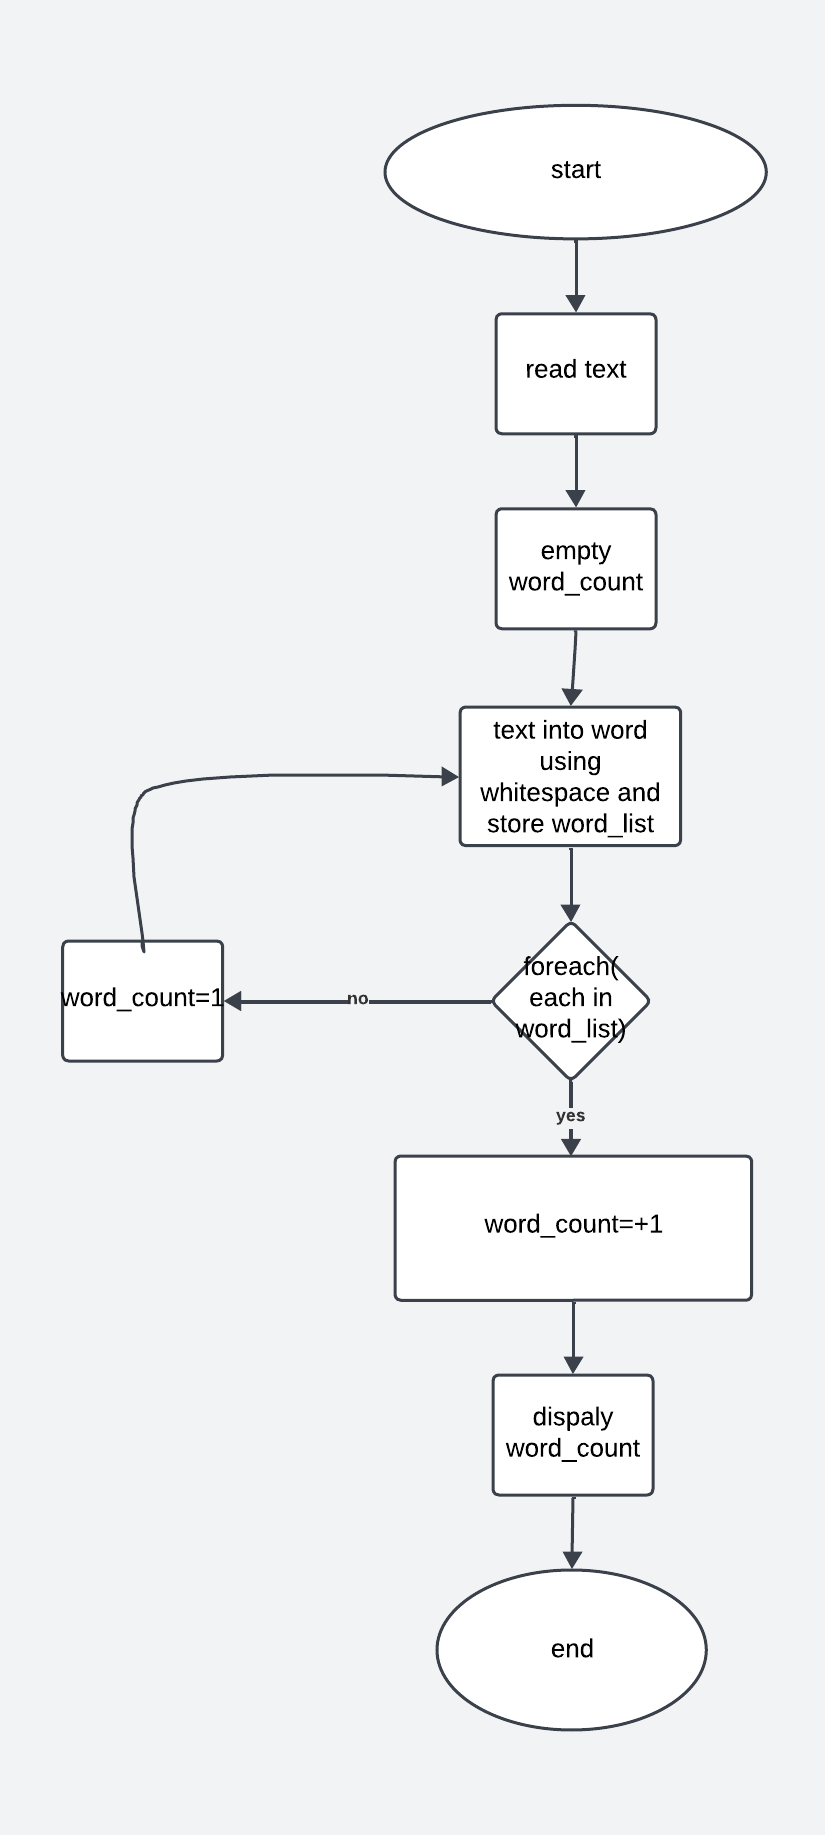 start
read text
empty
word_count
text into word
using
whitespace and
store word_list
foreach(
each in
word_list)
no
word_count=1
yes
word_count=+1
dispaly
word_count
end